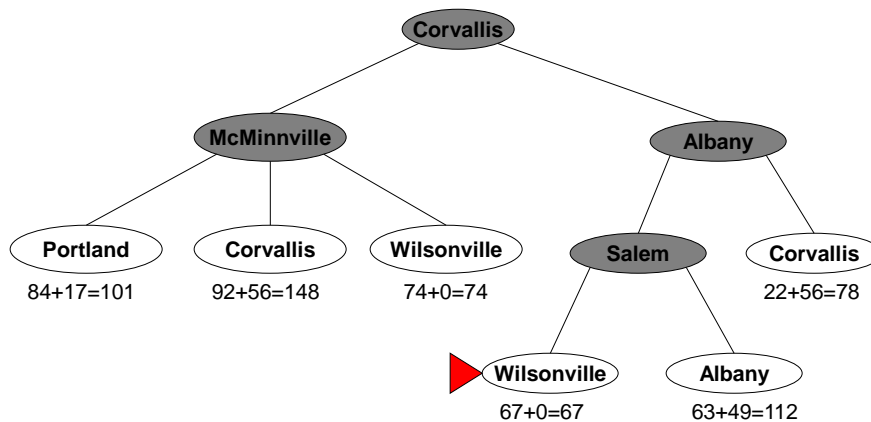 Corvallis
McMinnville
Albany
Portland
Corvallis
Wilsonville
Salem
Corvallis
84+17=101
92+56=148
74+0=74
22+56=78
Wilsonville
Albany
67+0=67
63+49=112